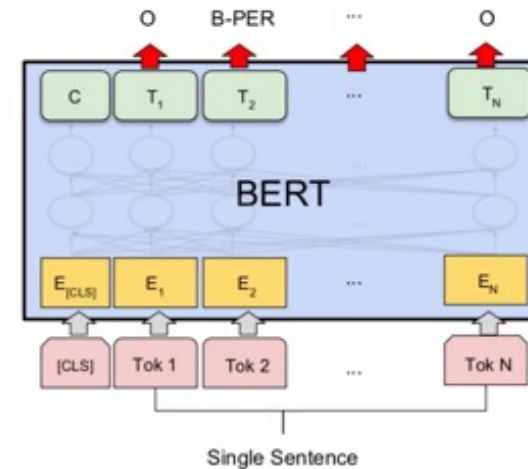 O B-PER ... O
C T1 T2 ... TN
...
BERT
...
E[CLS] E1 E2 ... EN
[CLS] Tok 1 Tok 2 ... Tok N
Single Sentence